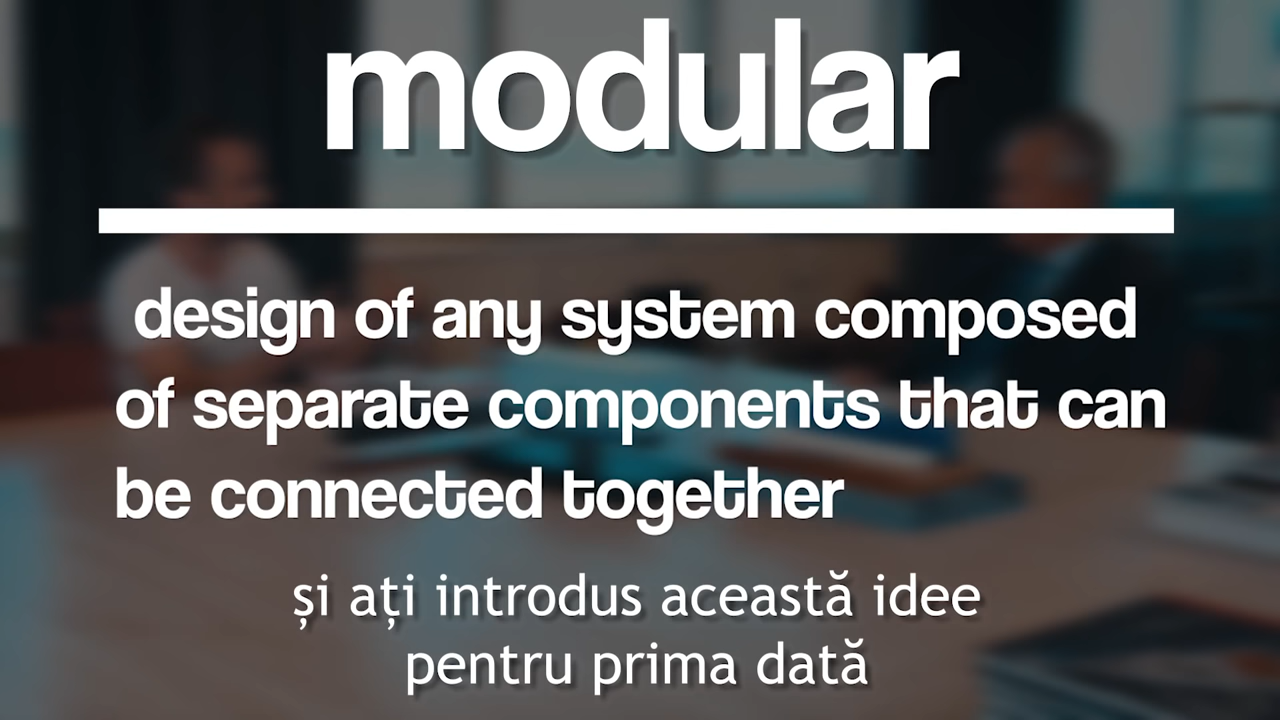 modular
design of any system composed
of separate components that can
be connected together
și ați introdus această idee
pentru prima dată